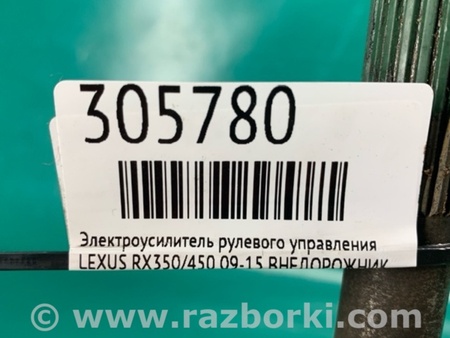 305780
Электроусилитель рулевого управления
LEXUS RX350/450 09-15 ВНЕДОРОЖНИК
© www.razborki.com